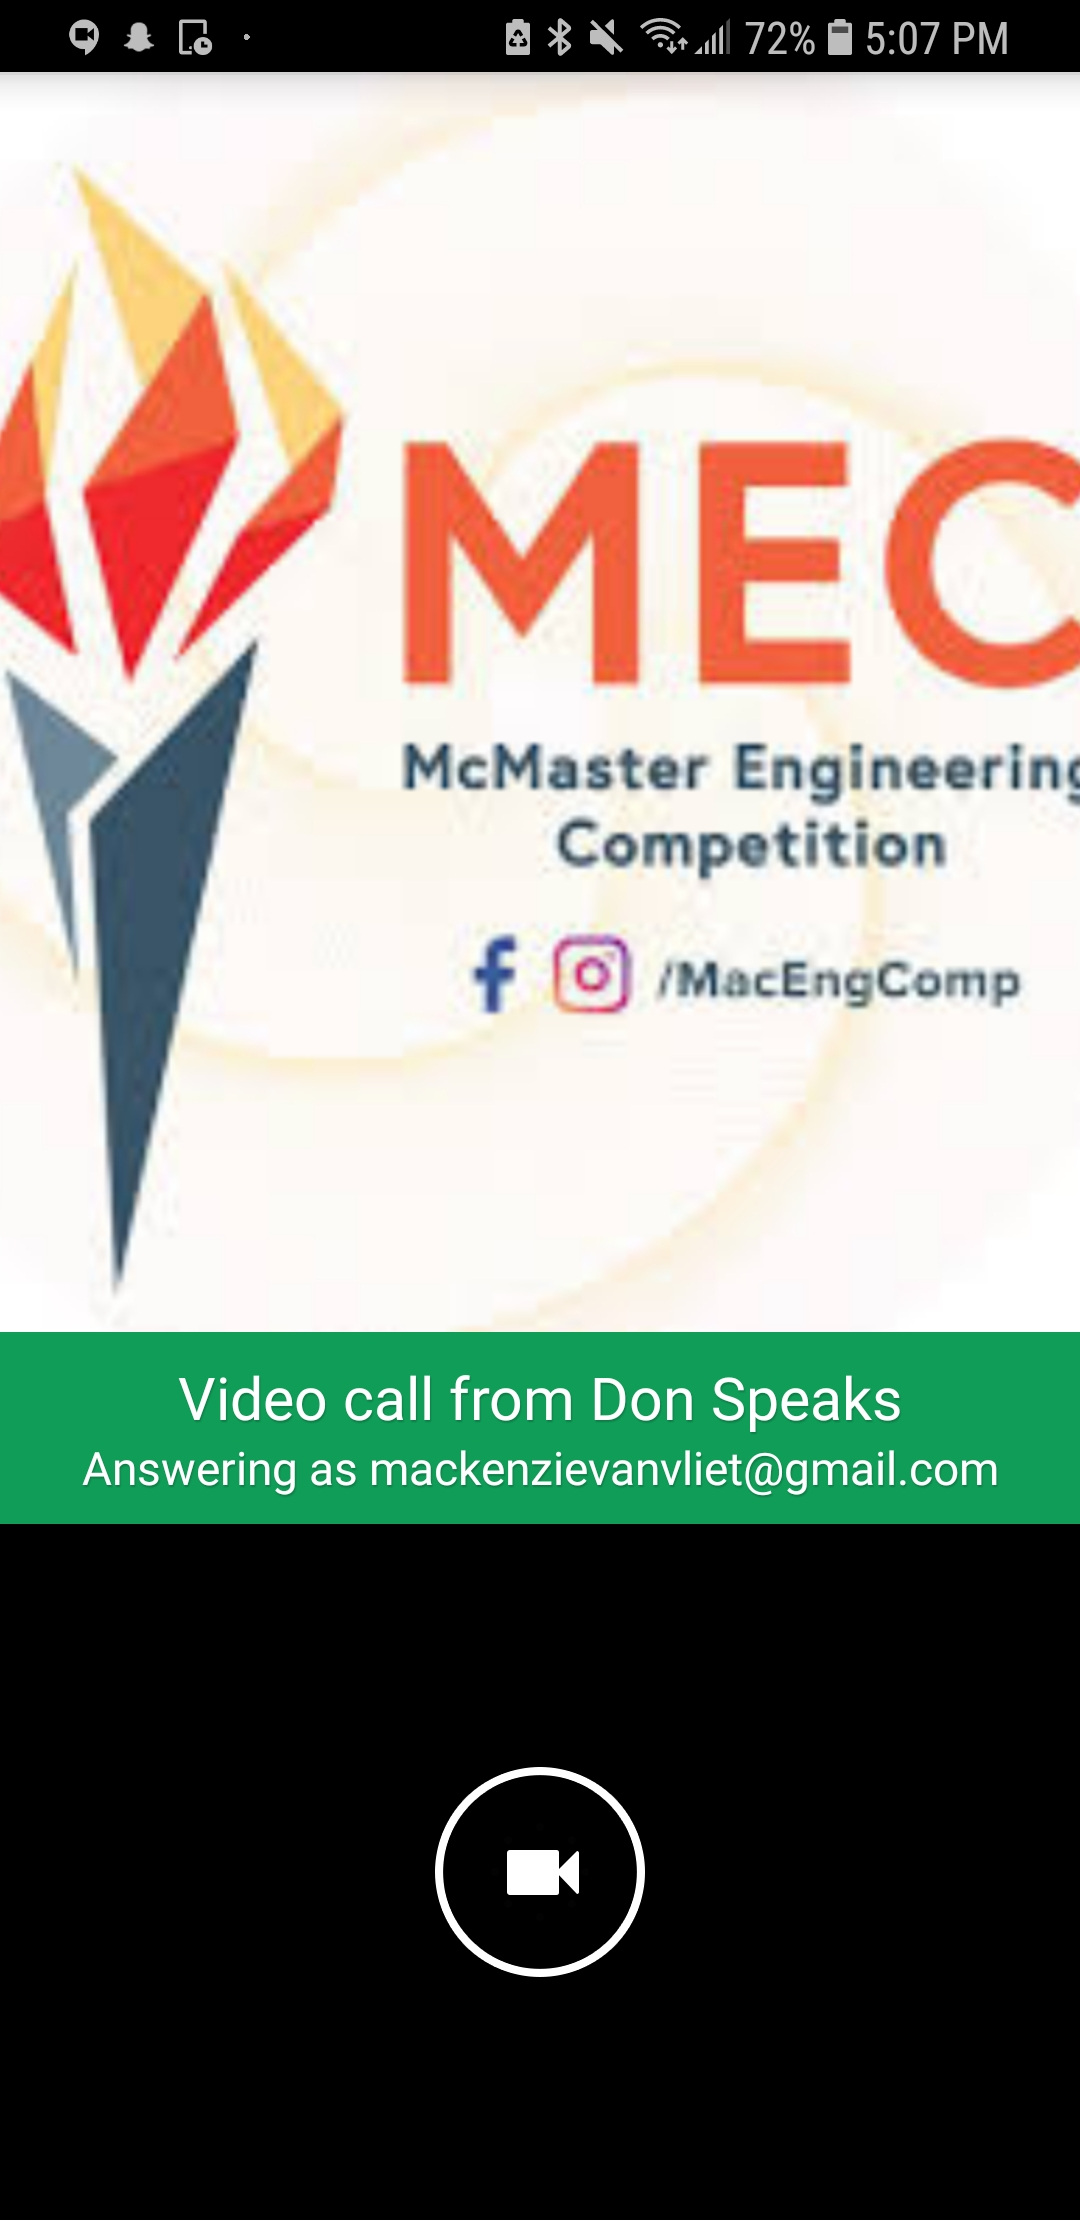 72% 5:07 PM
MEC
McMaster Engineering
Competition
/MacEngComp
Video call from Don Speaks
Answering as mackenzievanvliet@gmail.com